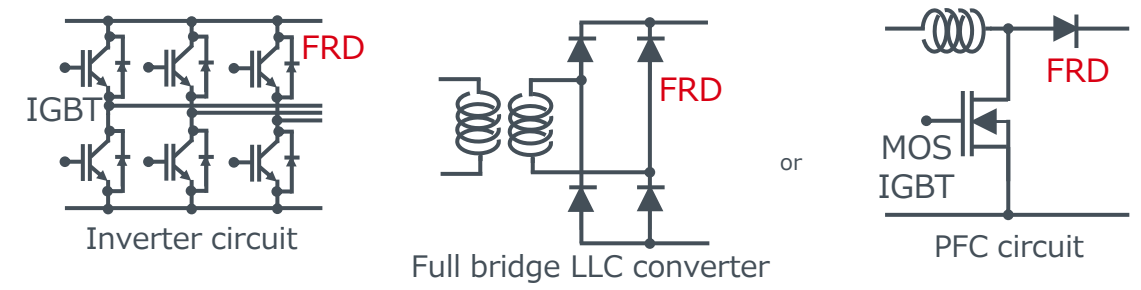 FRD
IGBT
Inverter circuit
FRD
Full bridge LLC converter
or
FRD
MOS
IGBT
PFC circuit